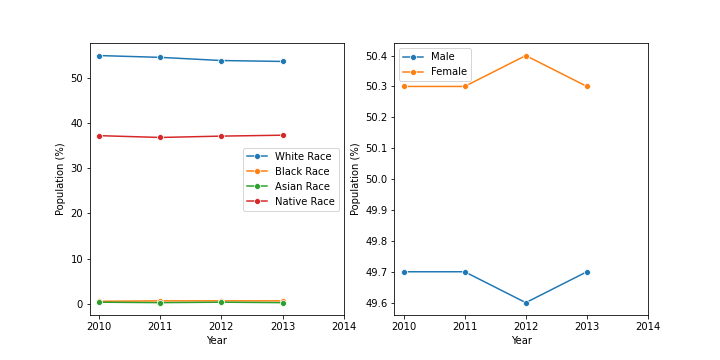 Population (%)
50
40
30
20
10
0
2010 2011 2012 2013 2014
Year
White Race
Black Race
Asian Race
Native Race
Population (%)
50.4
50.3
50.2
50.1
50.0
49.9
49.8
49.7
49.6
2010 2011 2012 2013 2014
Year
Male
Female